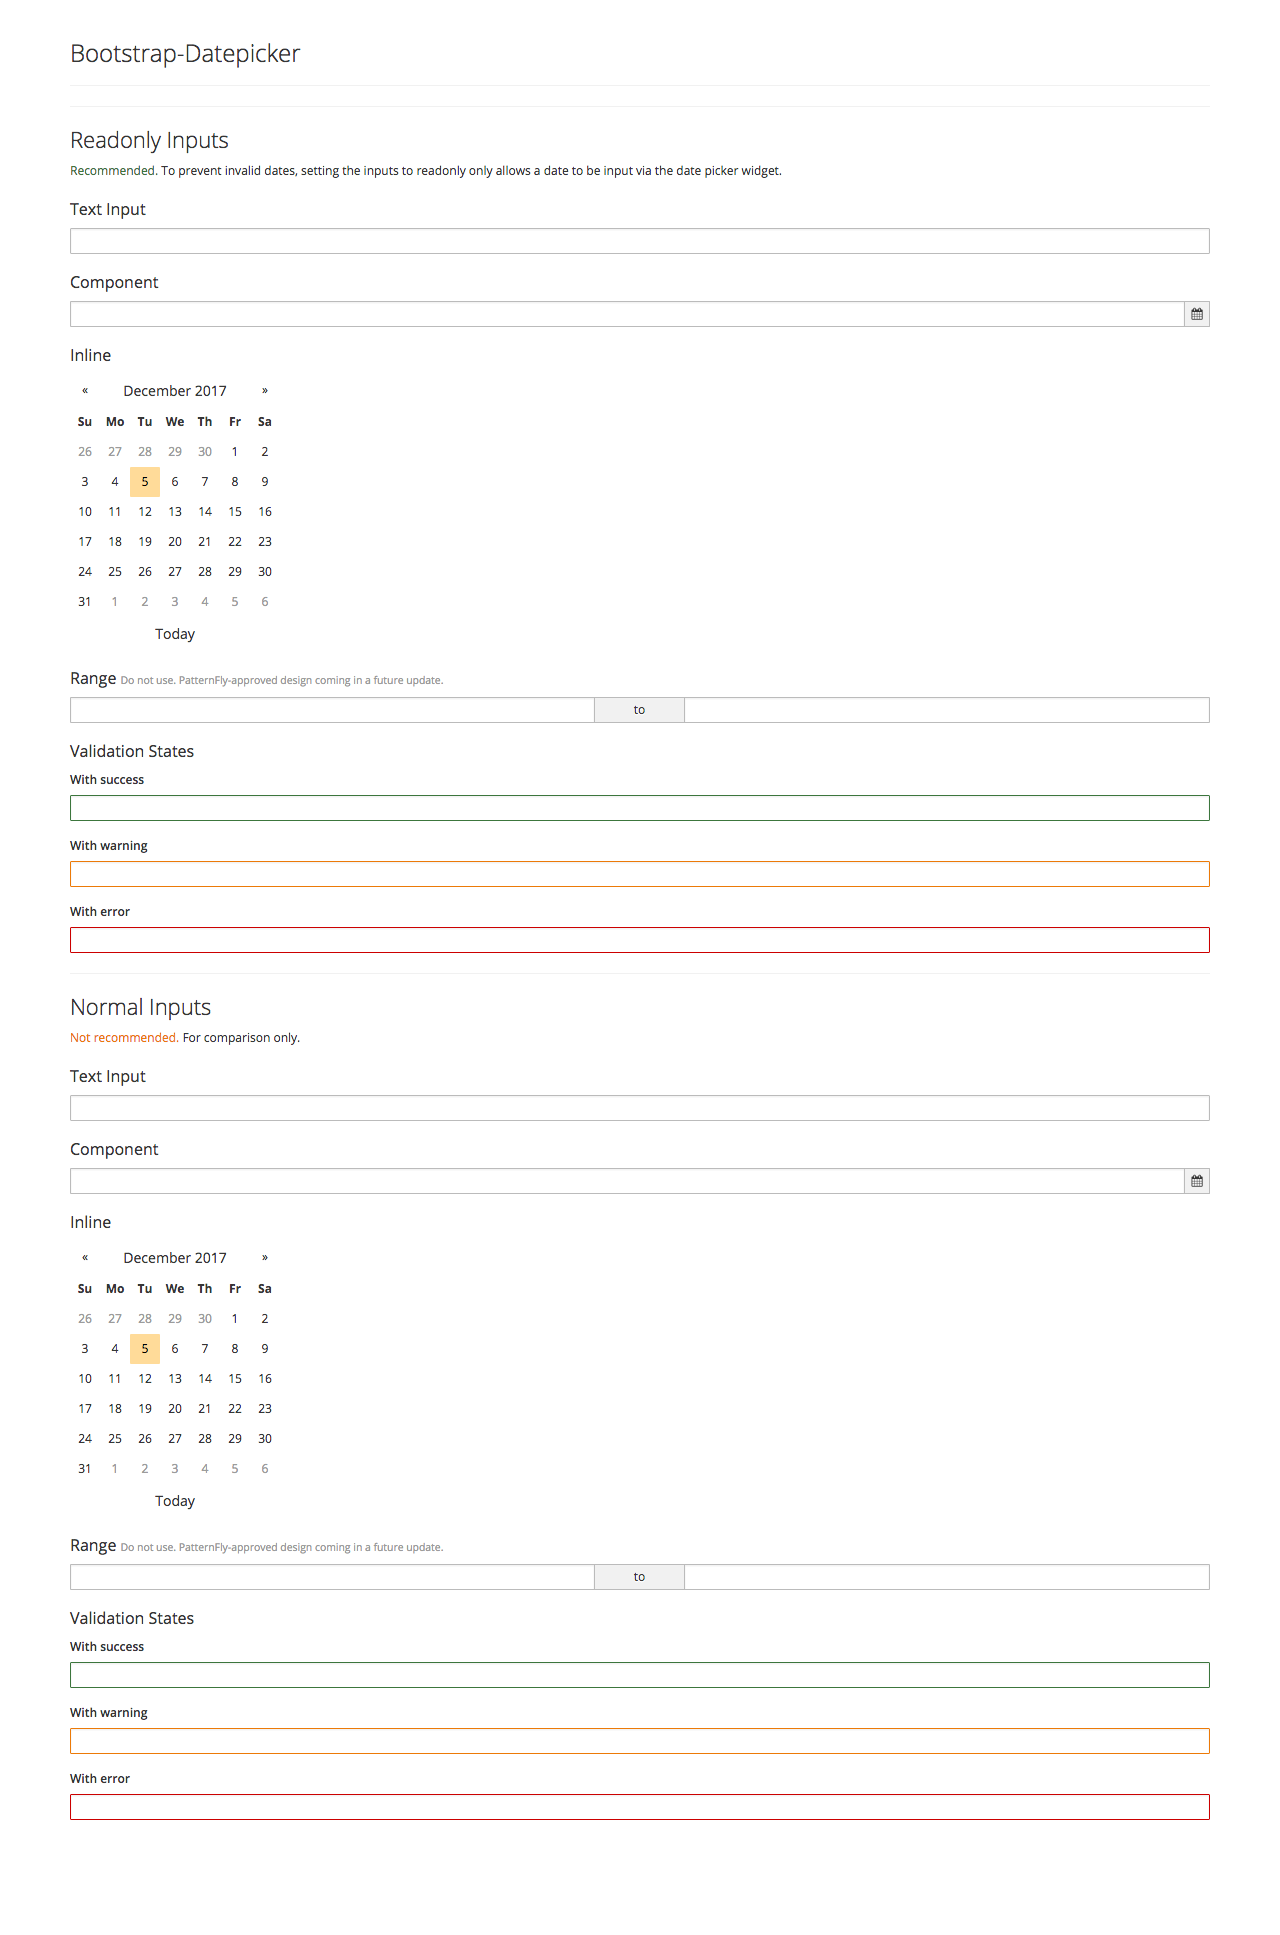 Bootstrap-Datepicker
Readonly Inputs
Recommended. To prevent invalid dates, setting the inputs to readonly only allows a date to be input via the date picker widget.
Text Input
Component
Inline
« December 2017 »
Su Mo Tu We Th Fr Sa
26 27 28 29 30 1 2
3 4 5 6 7 8 9
10 11 12 13 14 15 16
17 18 19 20 21 22 23
24 25 26 27 28 29 30
31 1 2 3 4 5 6
Today
Range Do not use. PatternFly-approved design coming in a future update.
to
Validation States
With success
With warning
With error
Normal Inputs
Not recommended. For comparison only.
Text Input
Component
Inline
« December 2017 »
Su Mo Tu We Th Fr Sa
26 27 28 29 30 1 2
3 4 5 6 7 8 9
10 11 12 13 14 15 16
17 18 19 20 21 22 23
24 25 26 27 28 29 30
31 1 2 3 4 5 6
Today
Range Do not use. PatternFly-approved design coming in a future update.
to
Validation States
With success
With warning
With error